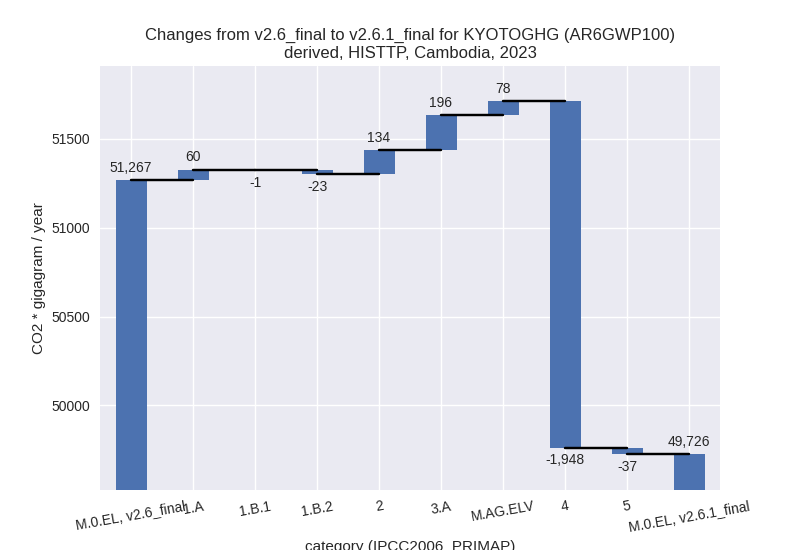 Changes from v2.6_final to v2.6.1_final for KYOTOGHG (AR6GWP100)
derived, HISTTP, Cambodia, 2023
CO2 * gigagram / year
51500
51000
50500
50000
51,267
60
-1
-23
134
196
78
-1,948
-37
49,726
M.0.EL, v2.6_final
1.A
1.B.1
1.B.2
2
3.A
M.AG.ELV
4
5
M.0.EL, v2.6.1_final
category (IPCC2006_PRIMAP)